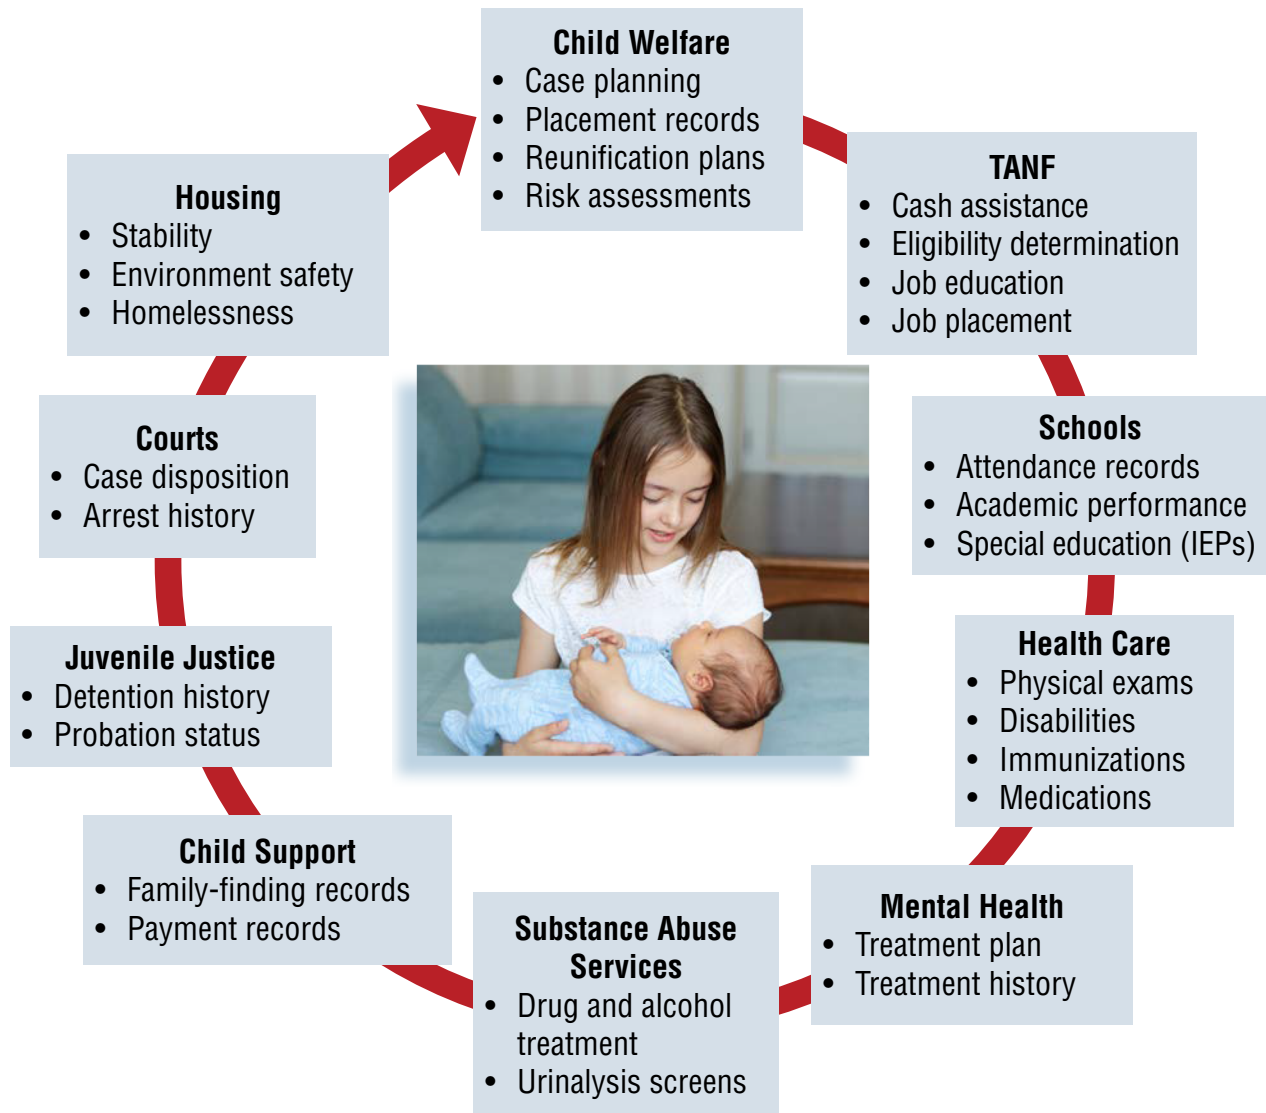 Child Welfare
• Case planning
• Placement records
• Reunification plans
• Risk assessments
TANF
• Cash assistance
• Eligibility determination
• Job education
• Job placement
Schools
• Attendance records
• Academic performance
• Special education (IEPs)
Health Care
• Physical exams
• Disabilities
• Immunizations
• Medications
Mental Health
• Treatment plan
• Treatment history
Substance Abuse
Services
• Drug and alcohol
treatment
• Urinalysis screens
Child Support
• Family-finding records
• Payment records
Juvenile Justice
• Detention history
• Probation status
Courts
• Case disposition
• Arrest history
Housing
• Stability
• Environment safety
• Homelessness